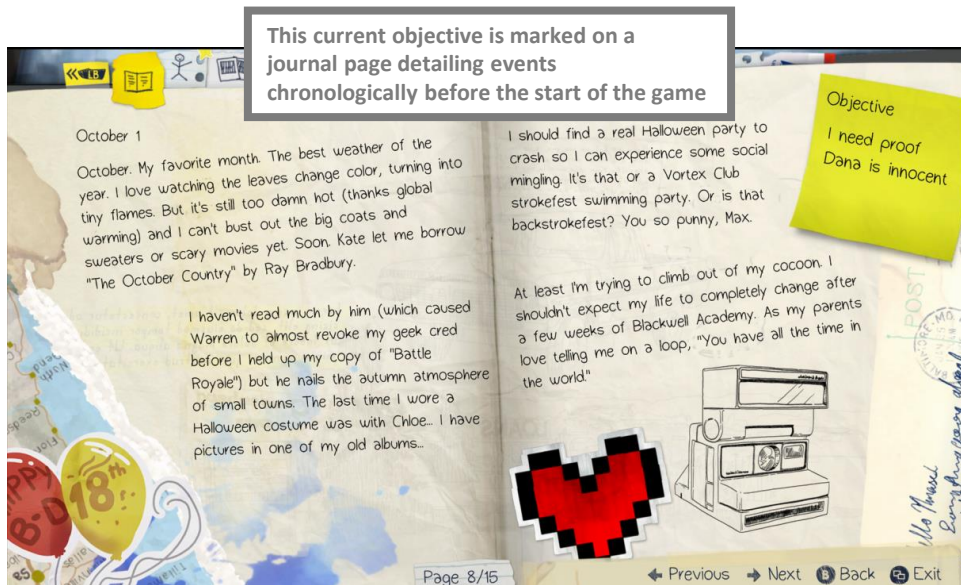 This current objective is marked on a
journal page detailing events
chronologically before the start of the game
LB
October 1
October. My favorite month. The best weather of the
year. I love watching the leaves change color, turning into
tiny flames. But it's still too damn hot (thanks global
warming) and I can't bust out the big coats and
sweaters or scary movies yet. Soon. Kate let me borrow
"The October Country" by Ray Bradbury.
I haven't read much by him (which caused
Warren to almost revoke my geek cred
before I held up my copy of "Battle
Royale") but he nails the autumn atmosphere
of small towns. The last time I wore a
Halloween costume was with Chloe... I have
pictures in one of my old albums...
I should find a real Halloween party to
crash so I can experience some social
mingling. It's that or a Vortex Club
strokefest swimming party. Or is that
backstrokefest? You so punny, Max.
At least I'm trying to climb out of my cocoon. I
shouldn't expect my life to completely change after
a few weeks of Blackwell Academy. As my parents
love telling me on a loop, "You have all the time in
the world."
Objective
I need proof
Dana is innocent
B-D
18th
85
POST
Page 8/15
Previous
Next
B Back
Exit